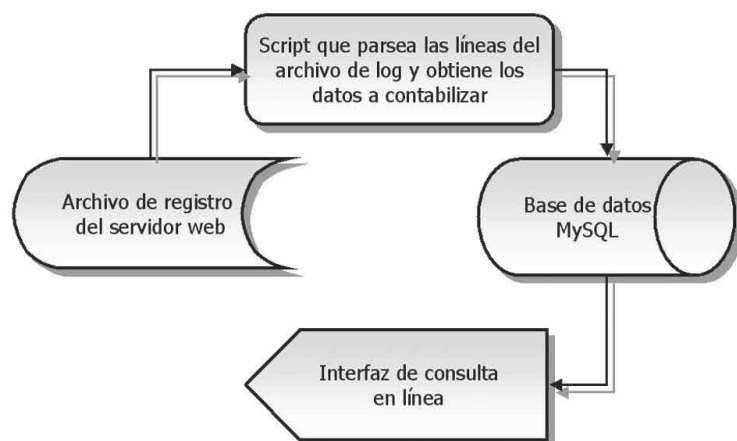 Script que parsea las líneas del
archivo de log y obtiene los
datos a contabilizar
Archivo de registro
del servidor web
Base de datos
MySQL
Interfaz de consulta
en línea